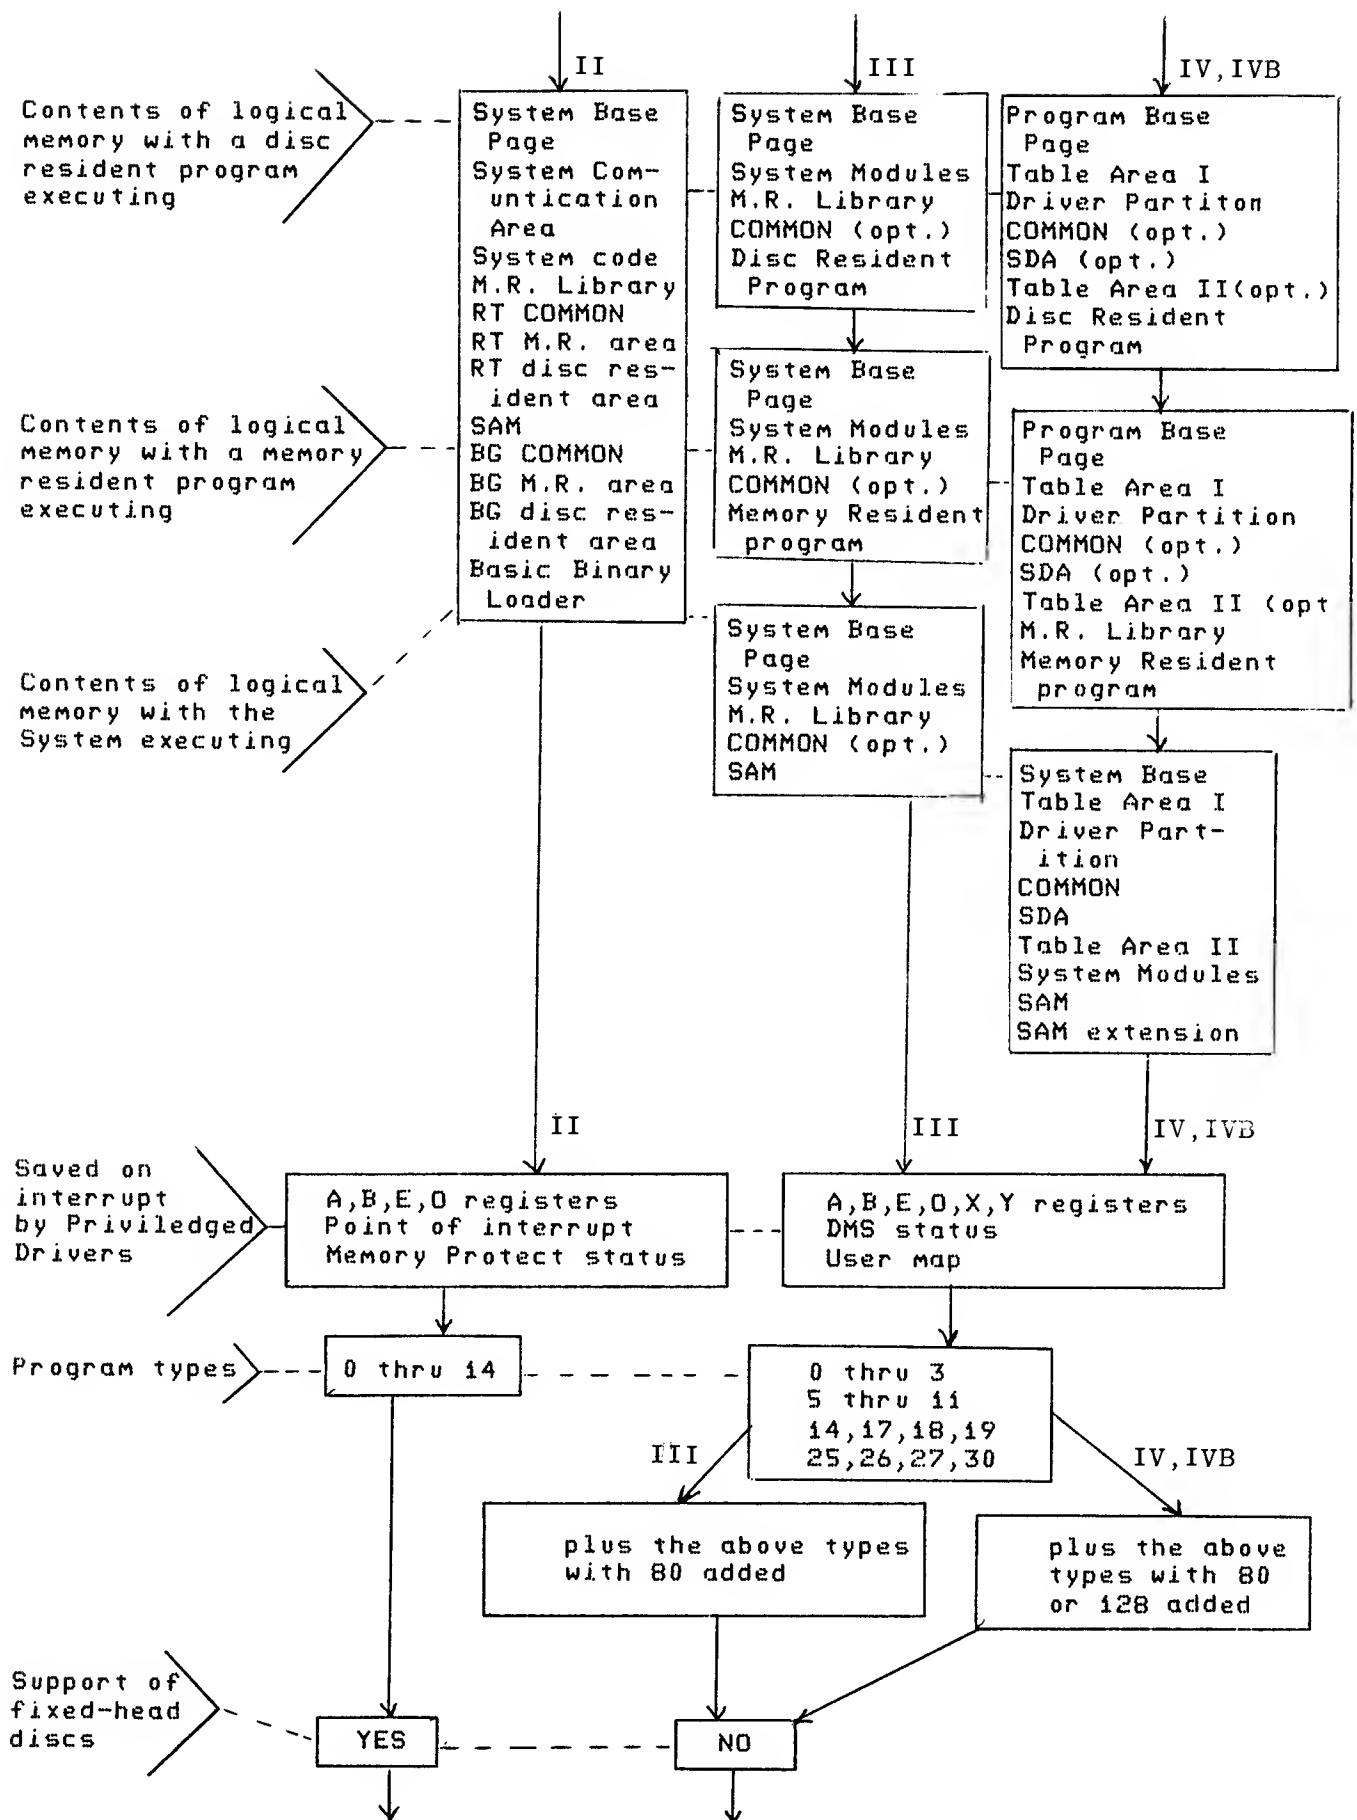 II
III
IV, IVB
Contents of logical
memory with a disc
resident program
executing
System Base
Page
System Com-
untication
Area
System code
M.R. Library
RT COMMON
RT M.R. area
RT disc res-
ident area
SAM
BG COMMON
BG M.R. area
BG disc res-
ident area
Basic Binary
Loader
System Base
Page
System Modules
M.R. Library
COMMON (opt.)
Disc Resident
Program
Program Base
Page
Table Area I
Driver Partiton
COMMON (opt.)
SDA (opt.)
Table Area II(opt.)
Disc Resident
Program
Contents of logical
memory with a memory
resident program
executing
System Base
Page
System Modules
M.R. Library
COMMON (opt.)
Memory Resident
program
Program Base
Page
Table Area I
Driver Partition
COMMON (opt.)
SDA (opt.)
Table Area II (opt
M.R. Library
Memory Resident
program
Contents of logical
memory with the
System executing
System Base
Page
System Modules
M.R. Library
COMMON (opt.)
SAM
System Base
Table Area I
Driver Part-
ition
COMMON
SDA
Table Area II
System Modules
SAM
SAM extension
II
III
IV, IVB
Saved on
interrupt
by Priviledged
Drivers
A,B,E,O registers
Point of interrupt
Memory Protect status
A,B,E,O,X,Y registers
DMS status
User map
Program types
0 thru 14
0 thru 3
5 thru 11
14,17,18,19
25,26,27,30
III
IV, IVB
plus the above types
with 80 added
plus the above
types with 80
or 128 added
Support of
fixed-head
discs
YES
NO